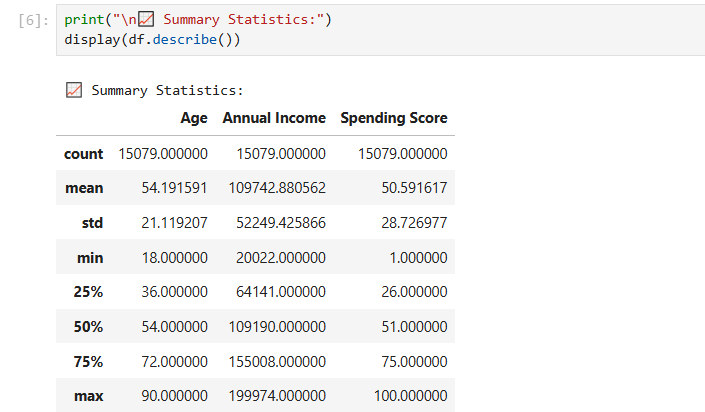 [6]: print("\n📈 Summary Statistics:")
display(df.describe())
📈 Summary Statistics:
Age Annual Income Spending Score
count 15079.000000 15079.000000 15079.000000
mean 54.191591 109742.880562 50.591617
std 21.119207 52249.425866 28.726977
min 18.000000 20022.000000 1.000000
25% 36.000000 64141.000000 26.000000
50% 54.000000 109190.000000 51.000000
75% 72.000000 155008.000000 75.000000
max 90.000000 199974.000000 100.000000